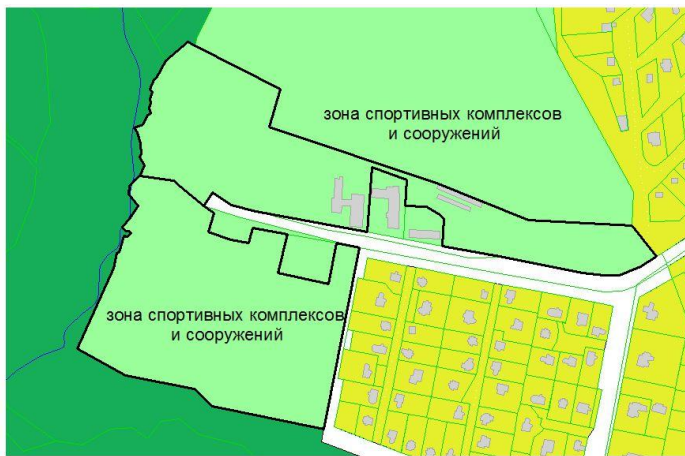 зона спортивных комплексов
и сооружений
зона спортивных комплексов
и сооружений